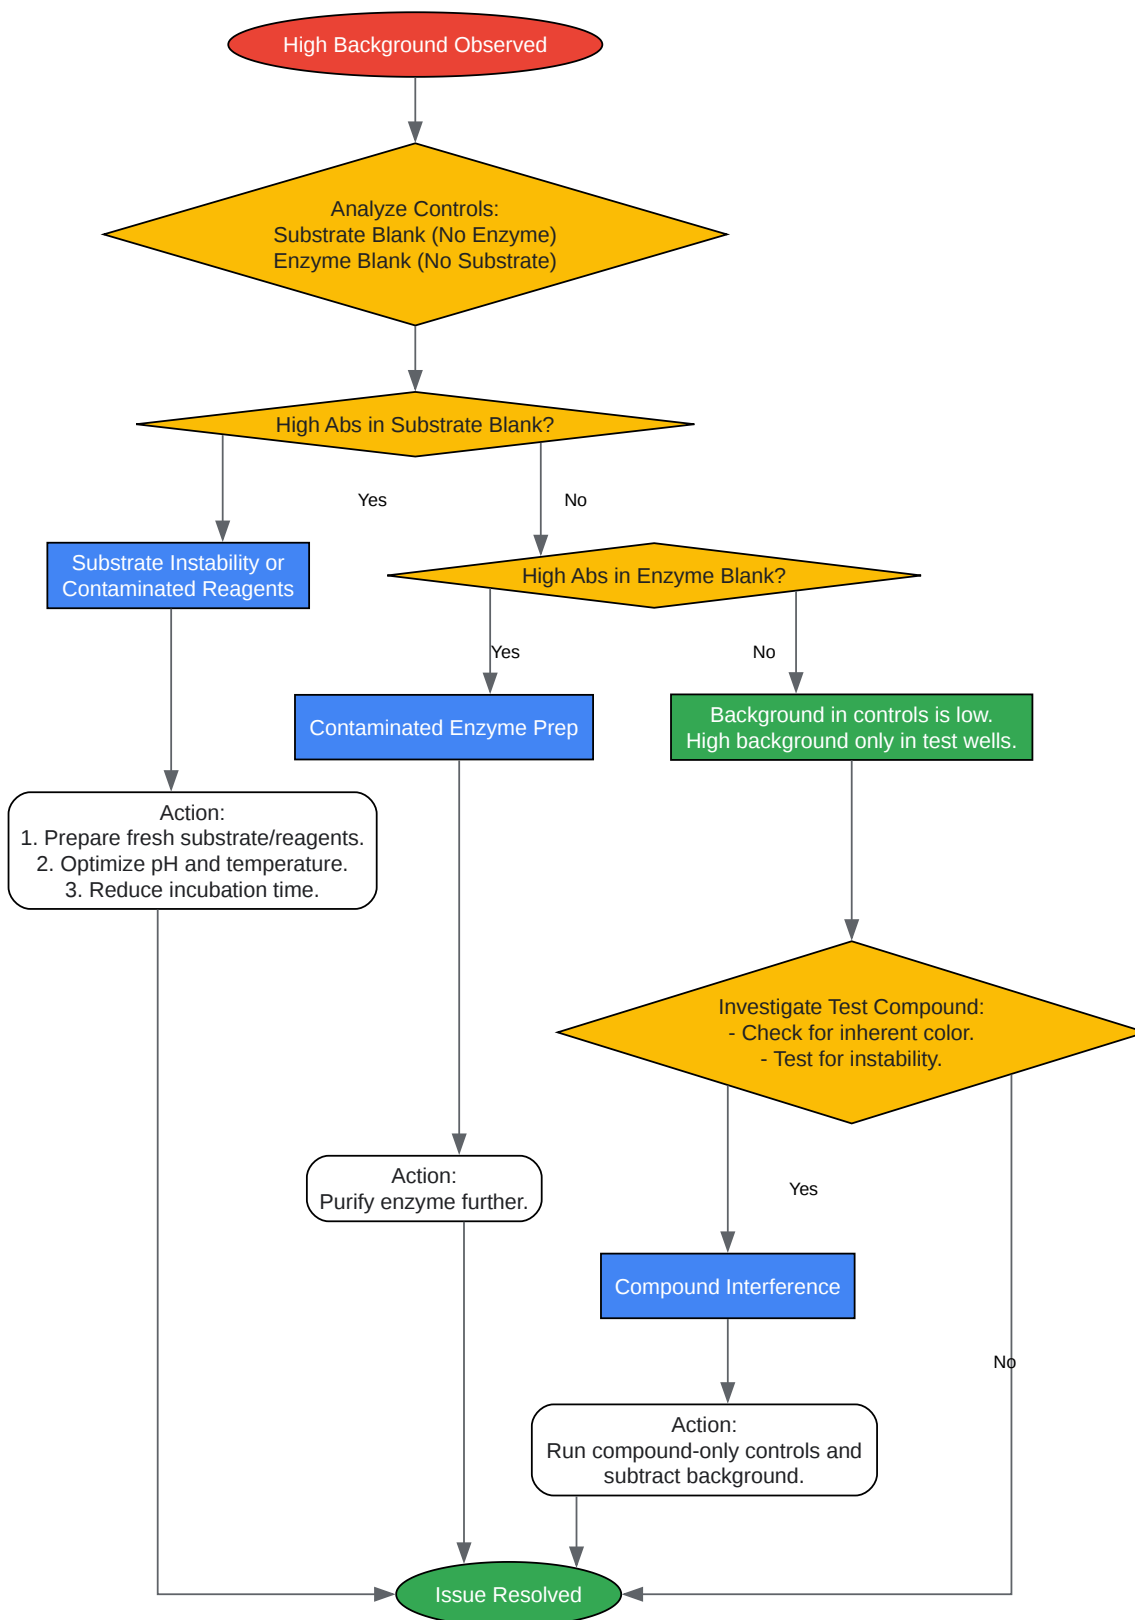 High Background Observed
Analyze Controls:
Substrate Blank (No Enzyme)
Enzyme Blank (No Substrate)
High Abs in Substrate Blank?
Yes
No
Substrate Instability or
Contaminated Reagents
High Abs in Enzyme Blank?
Yes
No
Contaminated Enzyme Prep
Background in controls is low.
High background only in test wells.
Action:
1. Prepare fresh substrate/reagents.
2. Optimize pH and temperature.
3. Reduce incubation time.
Investigate Test Compound:
- Check for inherent color.
- Test for instability.
Action:
Purify enzyme further.
Yes
Compound Interference
No
Action:
Run compound-only controls and
subtract background.
Issue Resolved